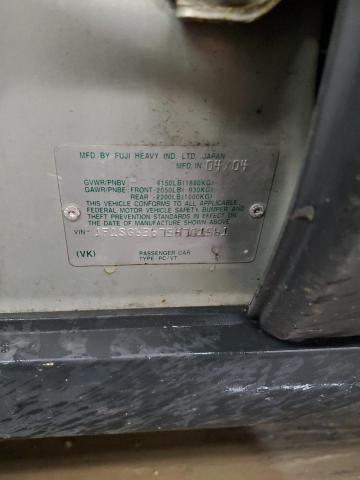 MFD. BY FUJI HEAVY IND. LTD. JAPAN
MFD. IN 04/04
GVWR/PNBV - 4150LB(1880KG)
GAWR/PNBE: FRONT-2050LB( 930KG)
REAR -2200LB(1000KG)
THIS VEHICLE CONFORMS TO ALL APPLICABLE
FEDERAL MOTOR VEHICLE SAFETY, BUMPER, AND
THEFT PREVENTION STANDARDS IN EFFECT ON
THE DATE OF MANUFACTURE SHOWN ABOVE.
VIN:
(VK)
PASSENGER CAR
TYPE: PC/VT